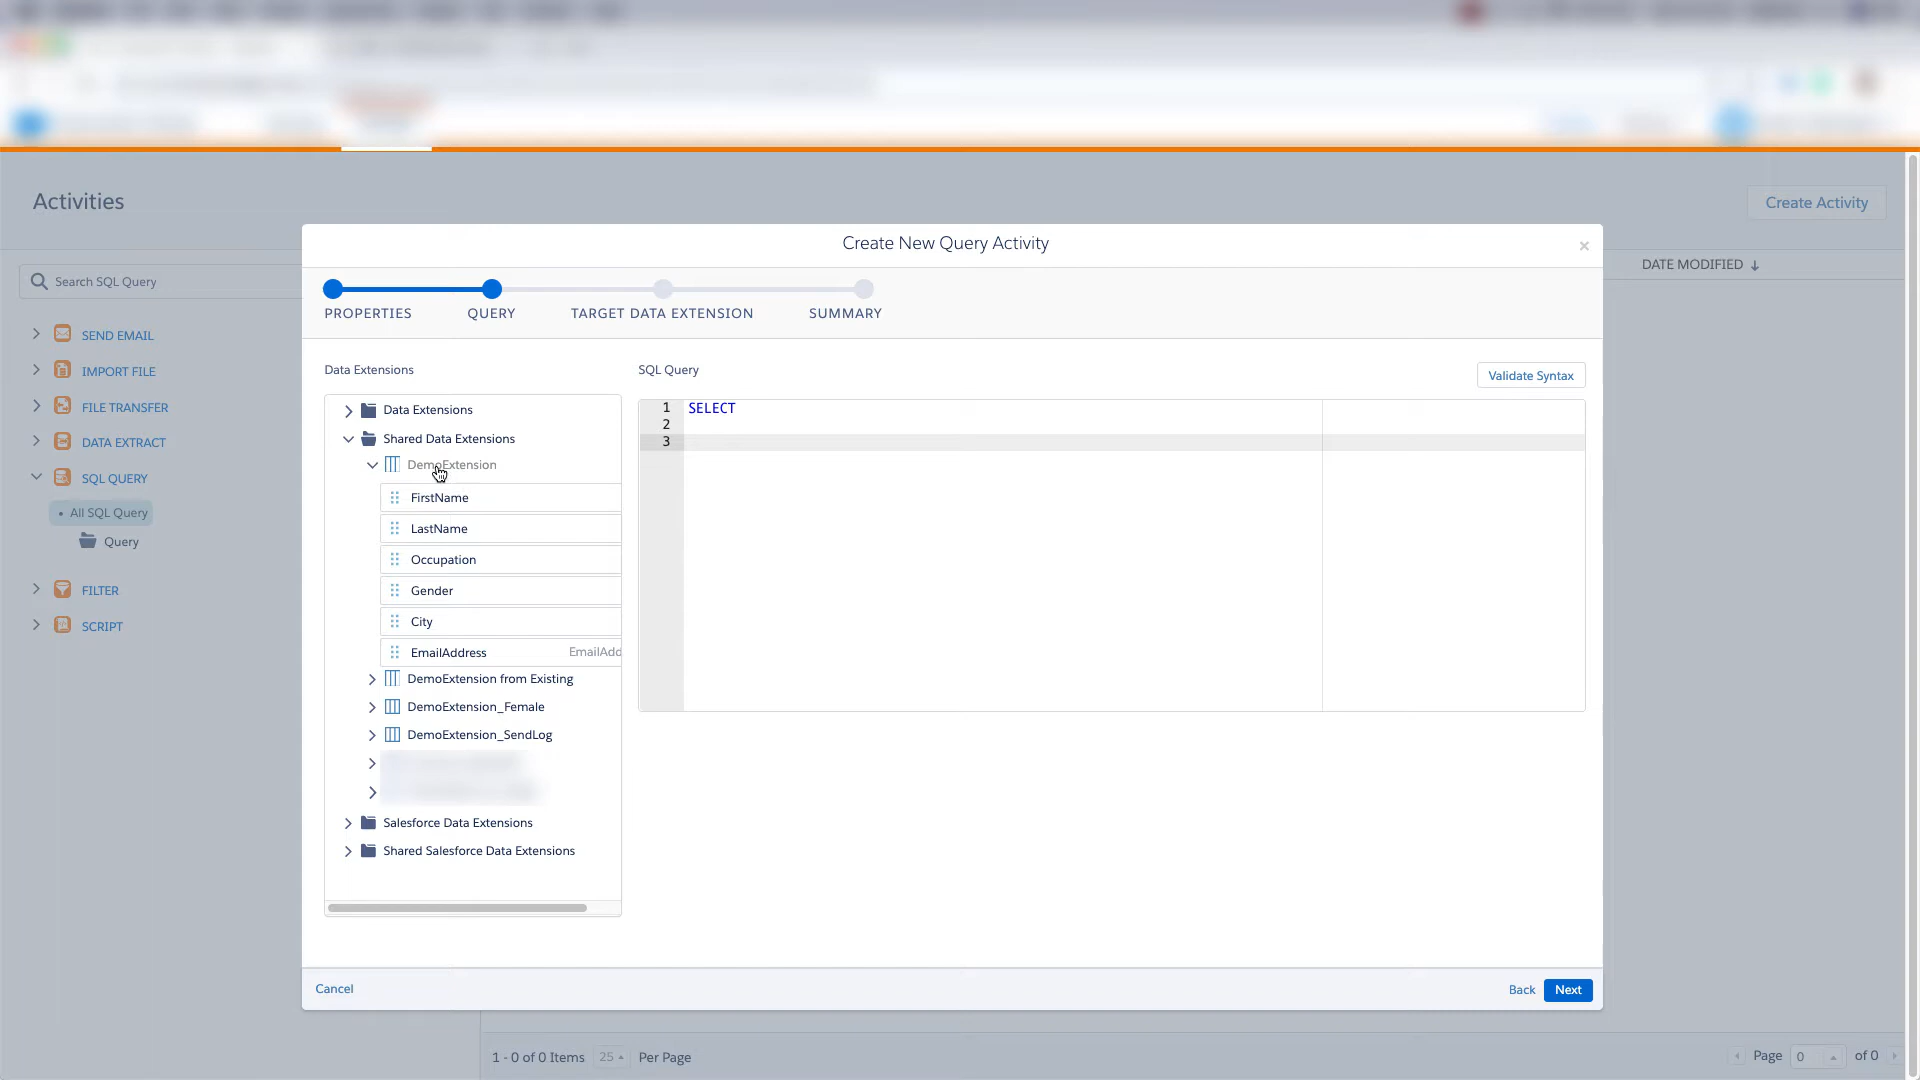 Activities
Create Activity
Search SQL Query
DATE MODIFIED ↓
SEND EMAIL
IMPORT FILE
FILE TRANSFER
DATA EXTRACT
SQL QUERY
• All SQL Query
Query
FILTER
SCRIPT
Create New Query Activity
×
PROPERTIES
QUERY
TARGET DATA EXTENSION
SUMMARY
Data Extensions
Data Extensions
Shared Data Extensions
DemoExtension
FirstName
LastName
Occupation
Gender
City
EmailAddress EmailAdd
DemoExtension from Existing
DemoExtension_Female
DemoExtension_SendLog
Salesforce Data Extensions
Shared Salesforce Data Extensions
SQL Query
Validate Syntax
1 SELECT
2
3
Cancel
Back
Next
1 - 0 of 0 Items 25 Per Page
Page 0 of 0